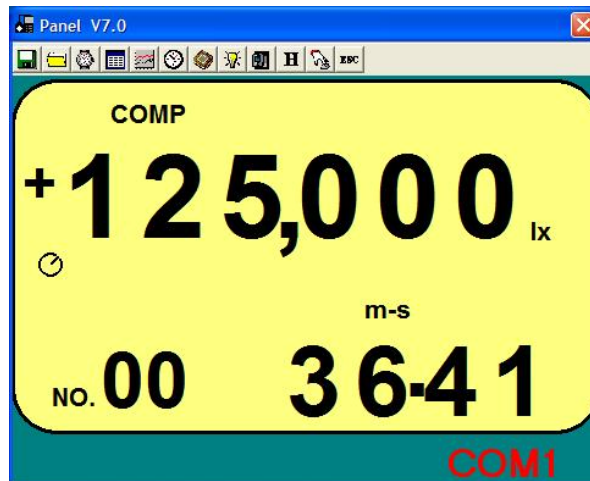 Panel V7.0
H ESC
COMP
+125,000 lx
m-s
NO. 00 36-41
COM1